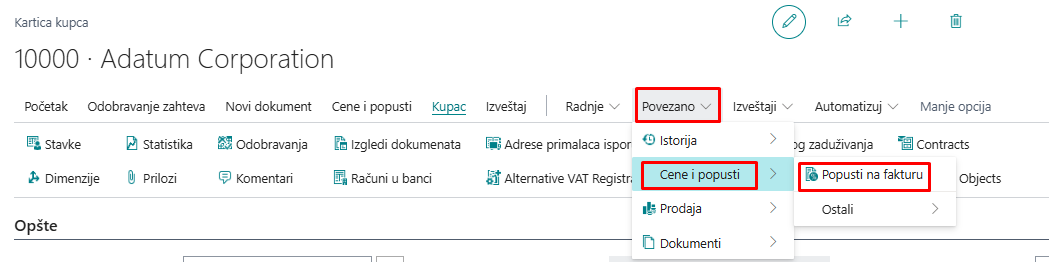 Kartica kupca
10000 · Adatum Corporation
Početak Odobravanje zahteva Novi dokument Cene i popusti Kupac Izveštaj Radnje Povezano Izveštaji Automatizuj Manje opcija
Stavke Statistika Odobravanja Izgledi dokumenata Adrese primalaca ispor Istorija og zaduživanja Contracts
Dimenzije Prilozi Komentari Računi u banci Alternative VAT Registra Cene i popusti Popusti na fakturu Objects
Prodaja Ostali
Opšte
Dokumenti